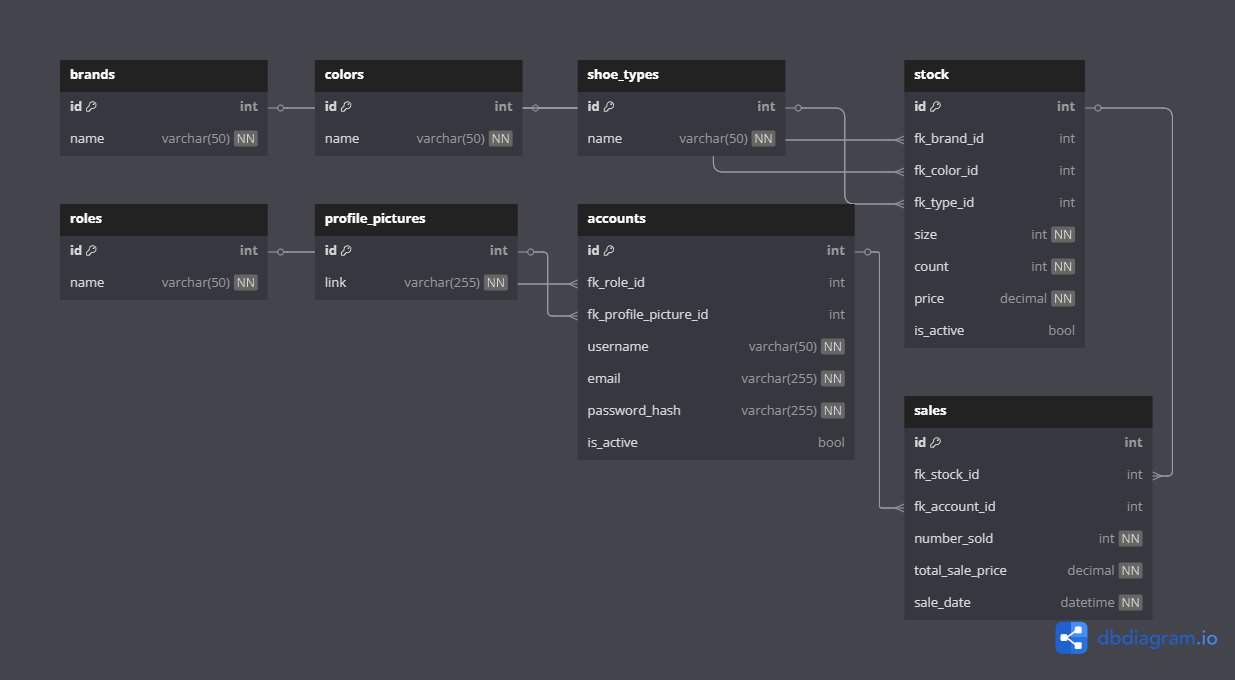 brands
id int
name varchar(50) NN
colors
id int
name varchar(50) NN
shoe_types
id int
name varchar(50) NN
stock
id int
fk_brand_id int
fk_color_id int
fk_type_id int
size int NN
count int NN
price decimal NN
is_active bool
roles
id int
name varchar(50) NN
profile_pictures
id int
link varchar(255) NN
accounts
id int
fk_role_id int
fk_profile_picture_id int
username varchar(50) NN
email varchar(255) NN
password_hash varchar(255) NN
is_active bool
sales
id int
fk_stock_id int
fk_account_id int
number_sold int NN
total_sale_price decimal NN
sale_date datetime NN
dbdiagram.io